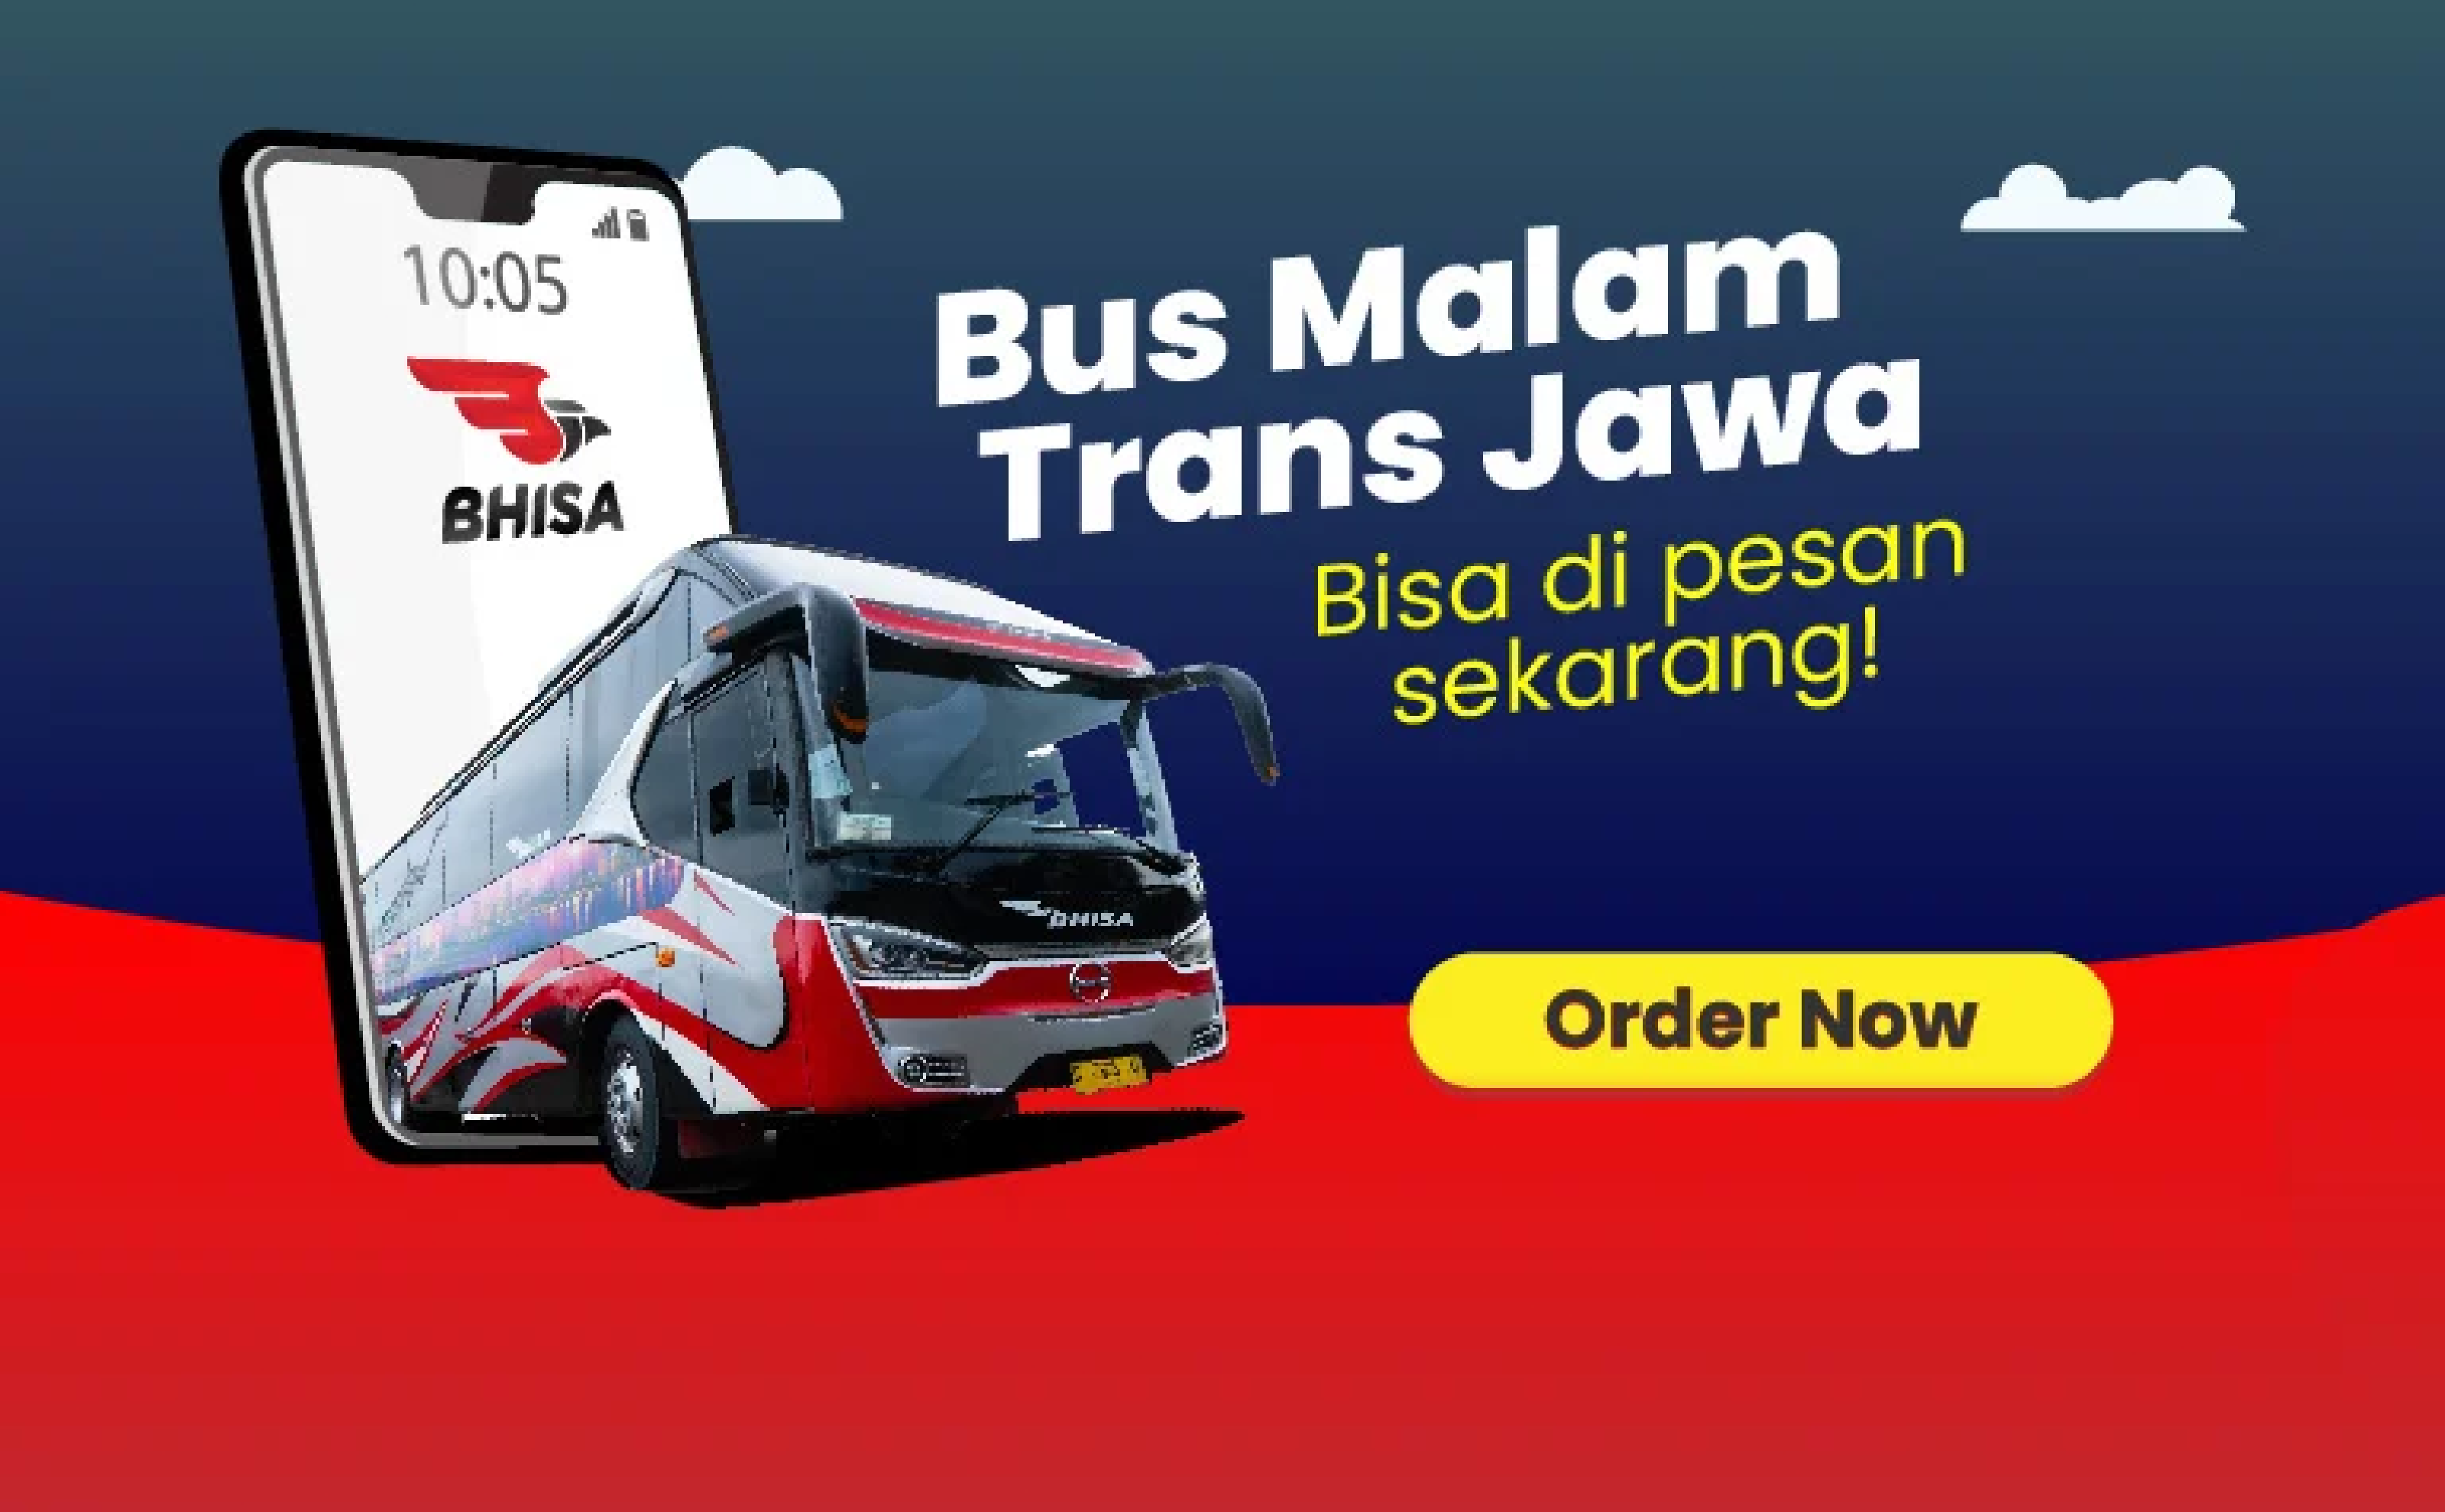 10:05
BHISA
Bus Malam
Trans Jawa
Bisa di pesan
sekarang!
BHISA
Order Now